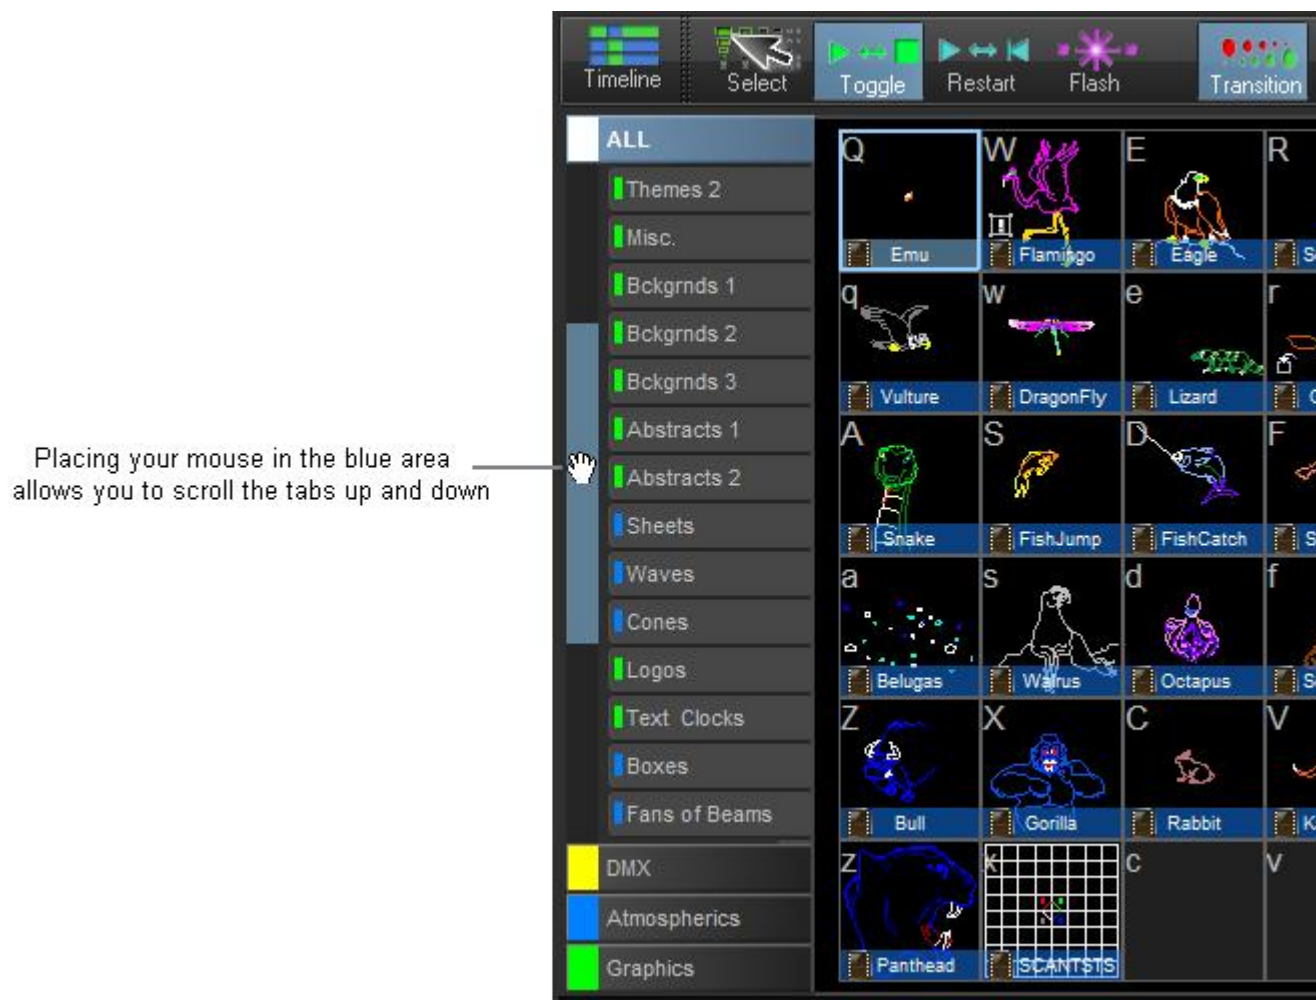 Timeline Select Toggle Restart Flash Transition
ALL
Themes 2
Misc.
Bckgrnds 1
Bckgrnds 2
Bckgrnds 3
Abstracts 1
Abstracts 2
Sheets
Waves
Cones
Logos
Text Clocks
Boxes
Fans of Beams
DMX
Atmospherics
Graphics
Placing your mouse in the blue area
allows you to scroll the tabs up and down
Q W E R
Emu Flamingo Eagle
q w e r
Vulture DragonFly Lizard
A S D F
Snake FishJump FishCatch
a s d f
Belugas Walrus Octapus
Z X C V
Bull Gorilla Rabbit
z x c v
Panthead SCANTSTS